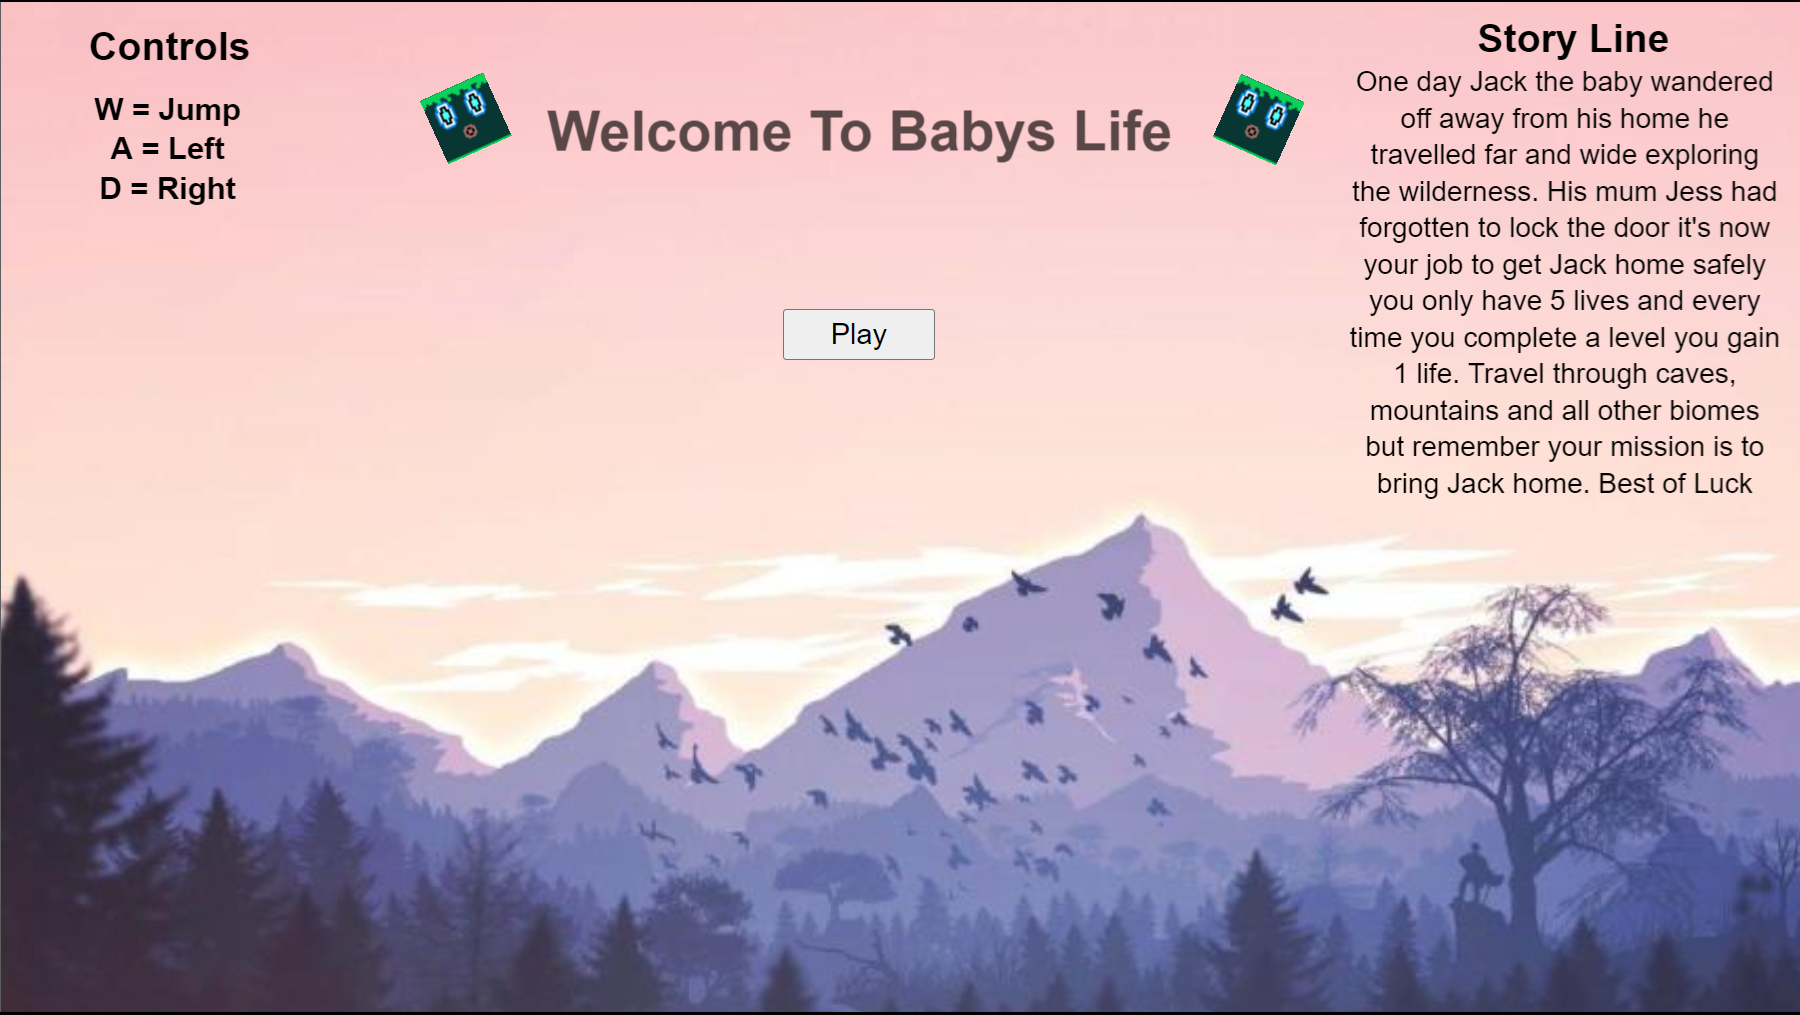 Controls
W = Jump
A = Left
D = Right
Welcome To Babys Life
Play
Story Line
One day Jack the baby wandered
off away from his home he
travelled far and wide exploring
the wilderness. His mum Jess had
forgotten to lock the door it's now
your job to get Jack home safely
you only have 5 lives and every
time you complete a level you gain
1 life. Travel through caves,
mountains and all other biomes
but remember your mission is to
bring Jack home. Best of Luck